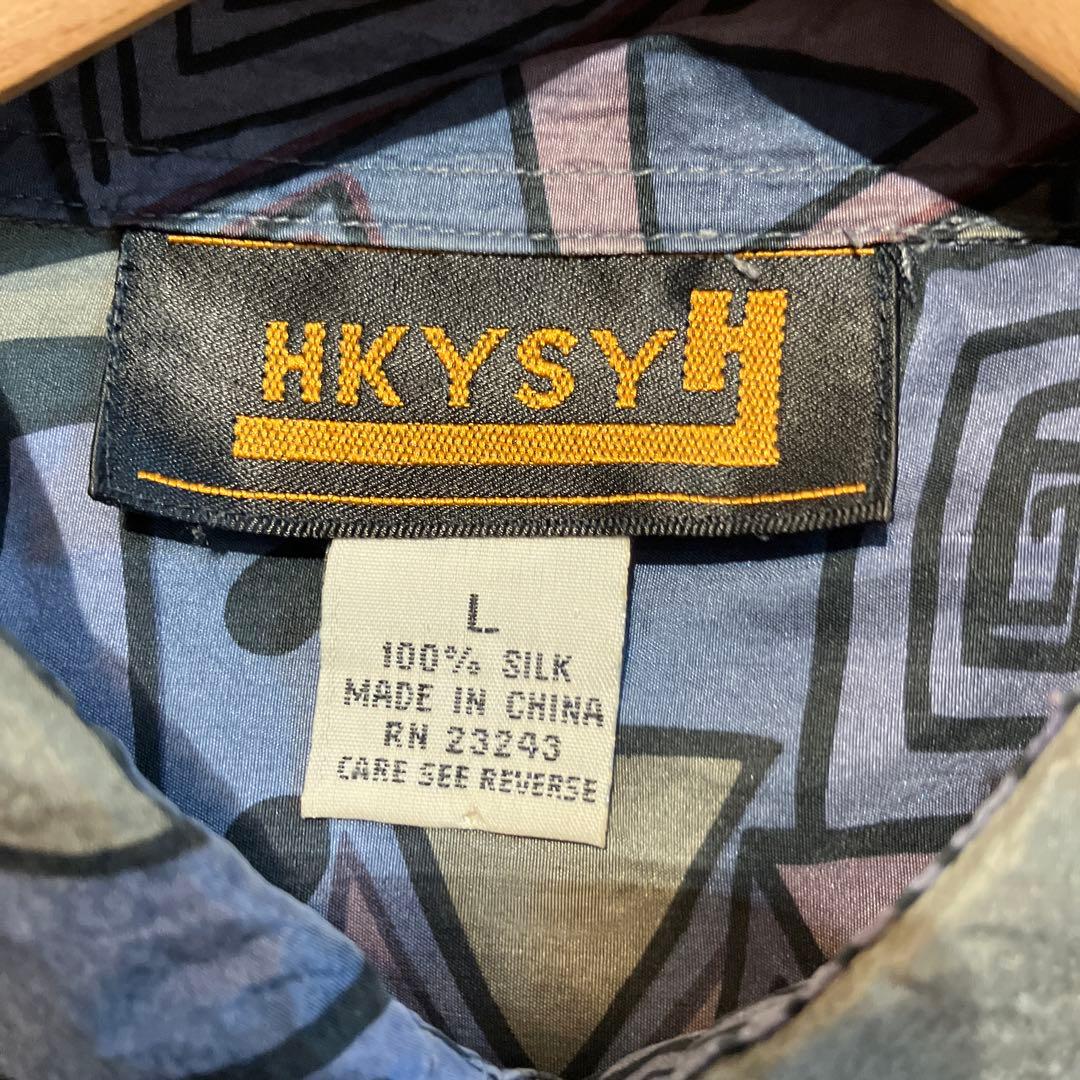 HKYSYH
L
100% SILK
MADE IN CHINA
RN 23243
CARE SEE REVERSE